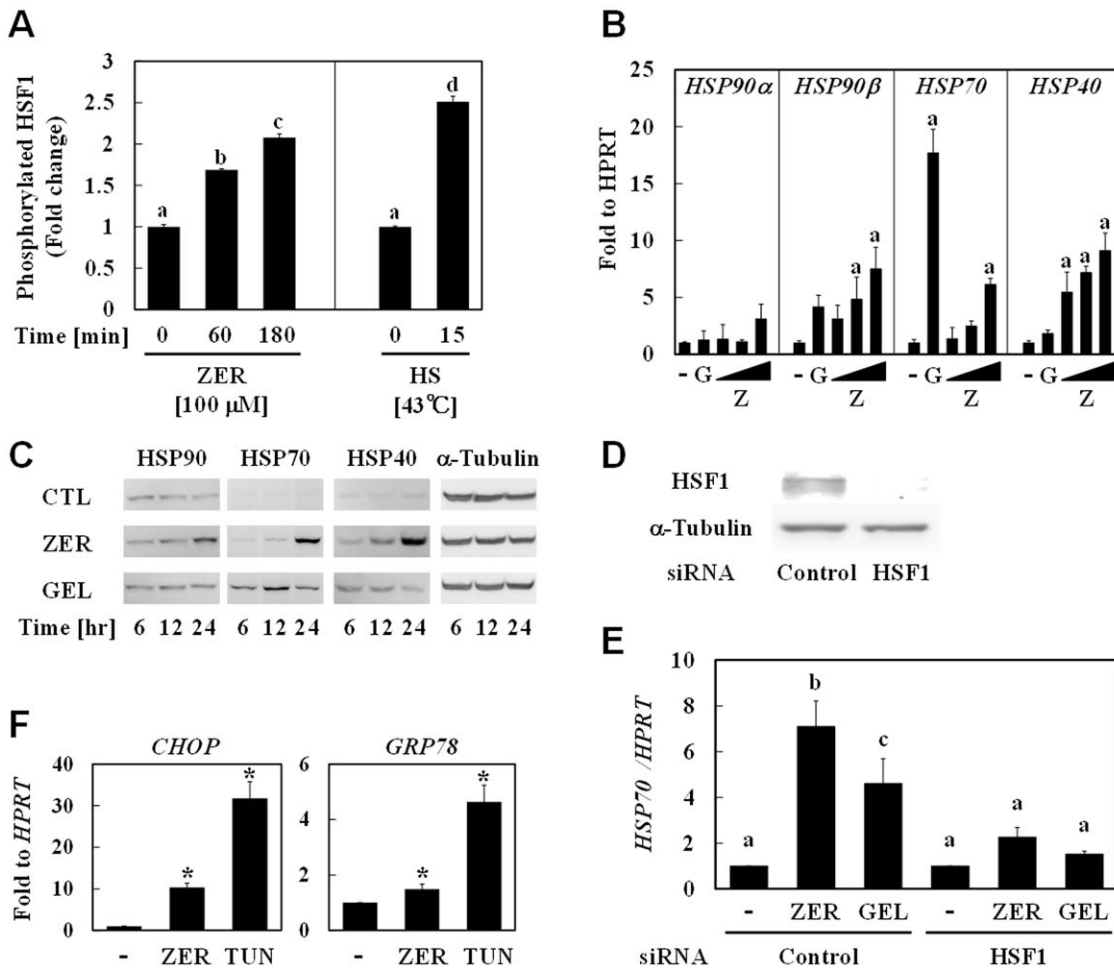 A
Phosphorylated HSF1
(Fold change)
3
2.5
2
1.5
1
0.5
0
a
b
c
a
d
Time [min]
0
60
180
0
15
ZER
[100 μM]
HS
[43°C]
B
Fold to HPRT
25
20
15
10
5
0
HSP90α
HSP90β
HSP70
HSP40
a
a
a
a
a
a
a
- G
- G
- G
- G
Z
Z
Z
Z
C
HSP90
HSP70
HSP40
α-Tubulin
CTL
ZER
GEL
Time [hr]
6 12 24
6 12 24
6 12 24
6 12 24
D
HSF1
α-Tubulin
siRNA
Control
HSF1
E
HSP70 /HPRT
10
8
6
4
2
0
a
b
c
a
a
a
-
ZER
GEL
-
ZER
GEL
siRNA
Control
HSF1
F
Fold to HPRT
CHOP
40
30
20
10
0
*
*
-
ZER
TUN
GRP78
6
4
2
0
*
*
-
ZER
TUN